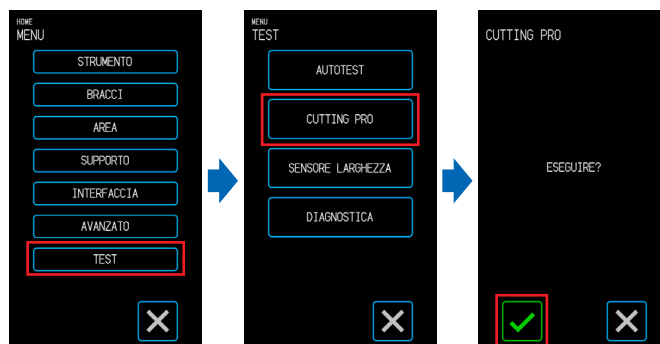 HOME
MENU
STRUMENTO
BRACCI
AREA
SUPPORTO
INTERFACCIA
AVANZATO
TEST
MENU
TEST
AUTOTEST
CUTTING PRO
SENSORE LARGHEZZA
DIAGNOSTICA
CUTTING PRO
ESEGUIRE?